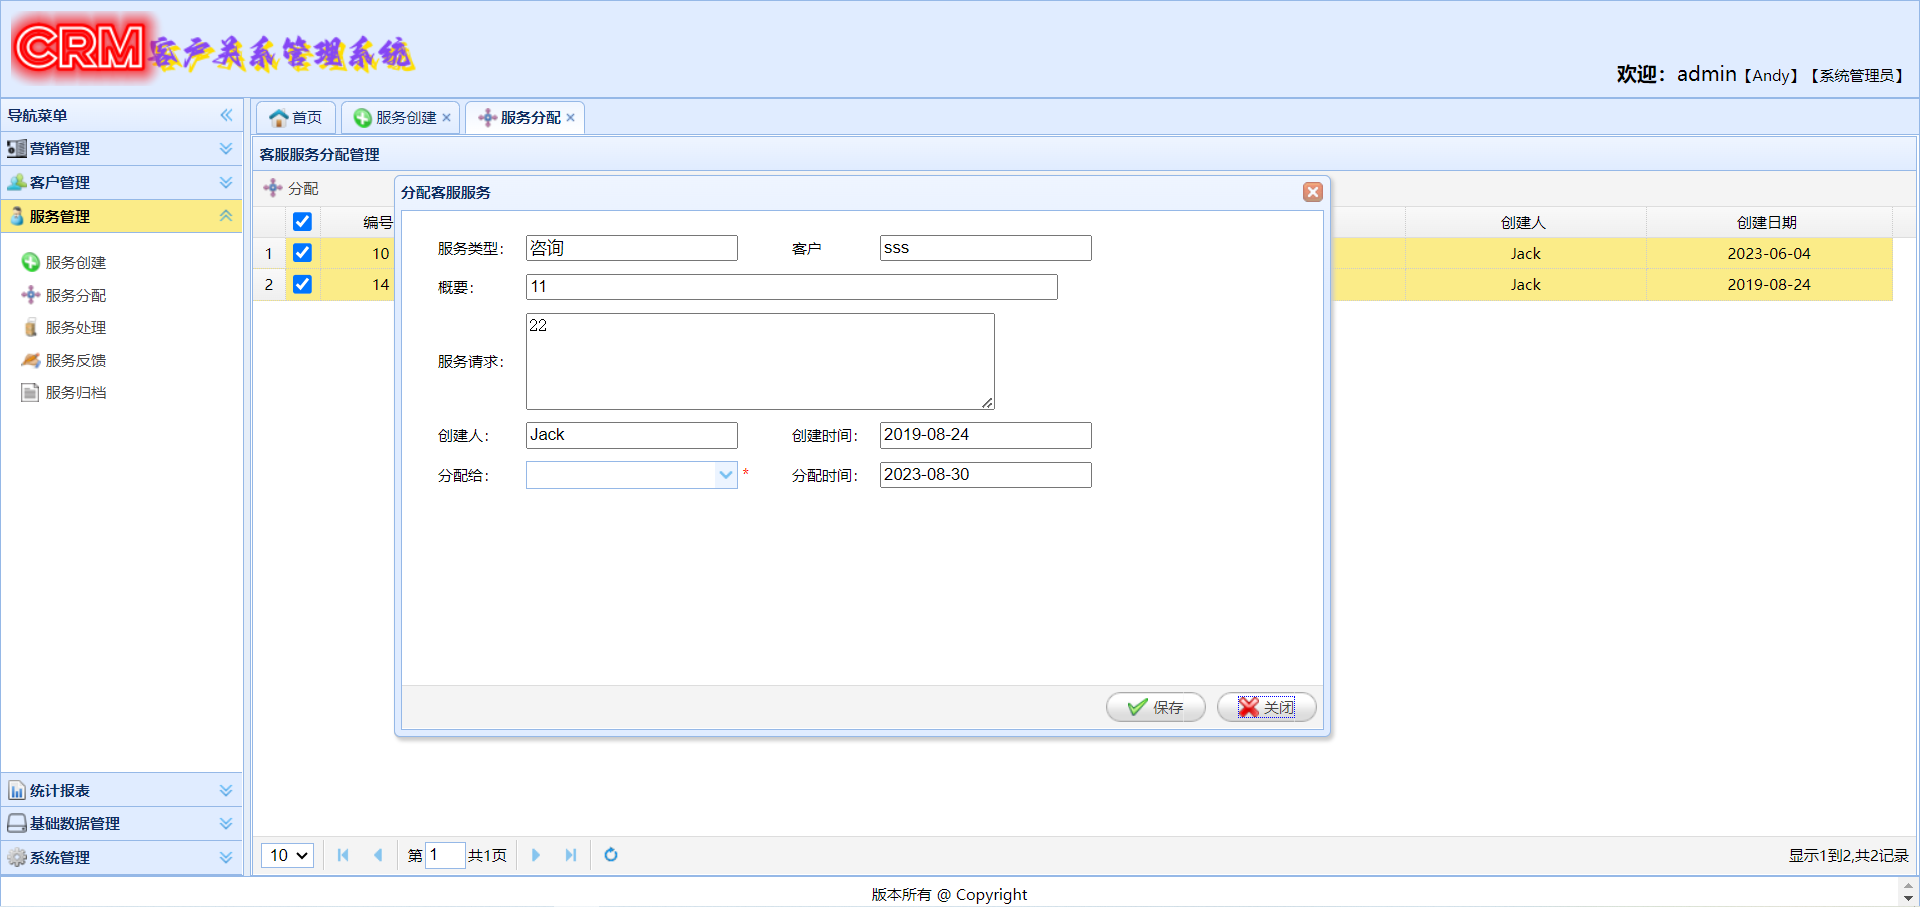 CRM客户关系管理系统
欢迎：admin【Andy】【系统管理员】
导航菜单
营销管理
客户管理
服务管理
服务创建
服务分配
服务处理
服务反馈
服务归档
统计报表
基础数据管理
系统管理
首页 服务创建 服务分配
客服服务分配管理
分配
编号 创建人 创建日期
1 10 Jack 2023-06-04
2 14 Jack 2019-08-24
分配客服服务
服务类型： 咨询 客户 sss
概要： 11
服务请求： 22
创建人： Jack 创建时间： 2019-08-24
分配给： * 分配时间： 2023-08-30
保存 关闭
10 第 1 共1页 显示1到2,共2记录
版本所有 @ Copyright